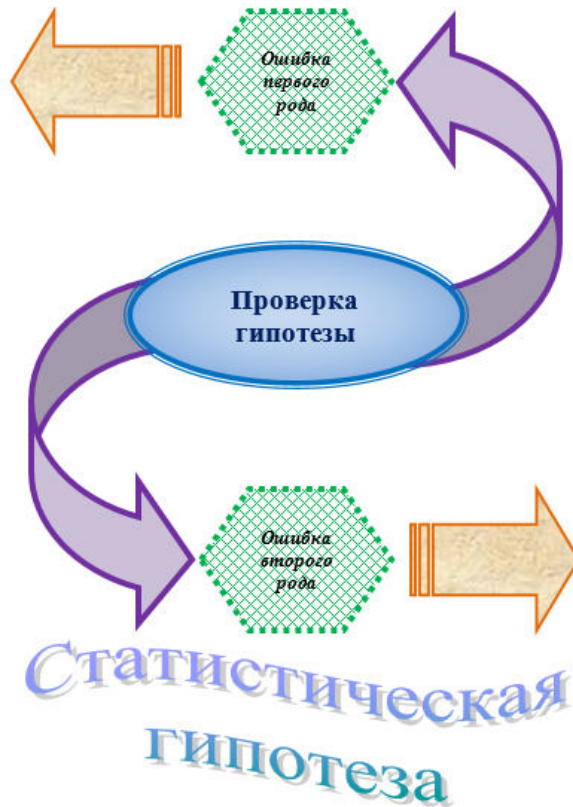 Ошибка
первого
рода
Проверка
гипотезы
Ошибка
второго
рода
Статистическая
гипотеза